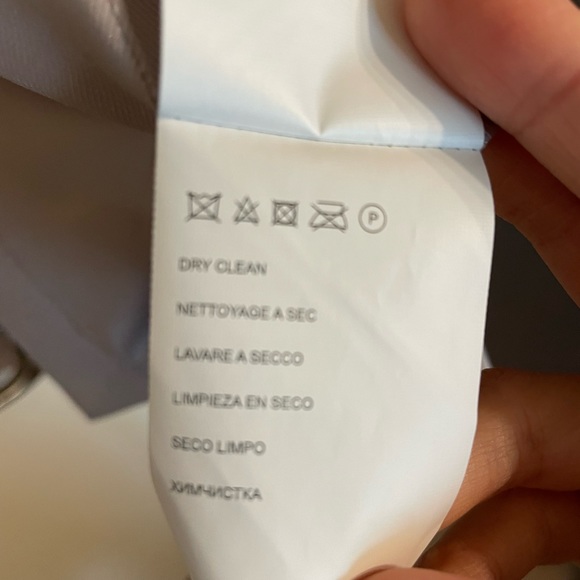 P
DRY CLEAN
NETTOYAGE A SEC
LAVARE A SECCO
LIMPIEZA EN SECO
SECO LIMPO
ХИМЧИСТКА